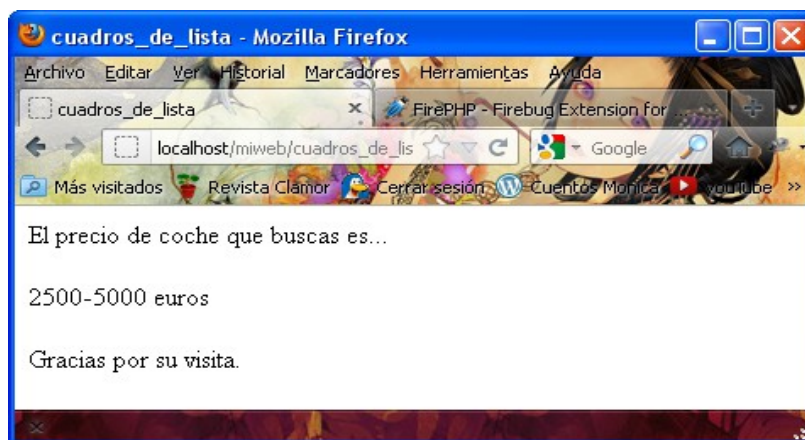 cuadros_de_lista - Mozilla Firefox
Archivo Editar Ver Historial Marcadores Herramientas Ayuda
cuadros_de_lista FirePHP - Firebug Extension for ...
localhost/miweb/cuadros_de_lis Google
Más visitados Revista Clamor Cerrar sesión Cuentos Monica youTube »
El precio de coche que buscas es...
2500-5000 euros
Gracias por su visita.